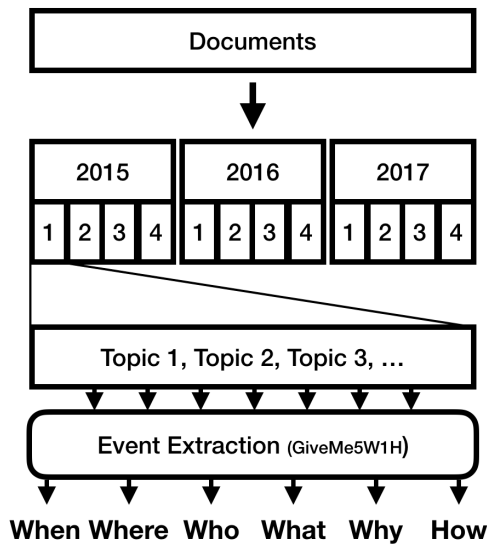 Documents
2015 2016 2017
1 2 3 4 1 2 3 4 1 2 3 4
Topic 1, Topic 2, Topic 3, …
Event Extraction (GiveMe5W1H)
When Where Who What Why How